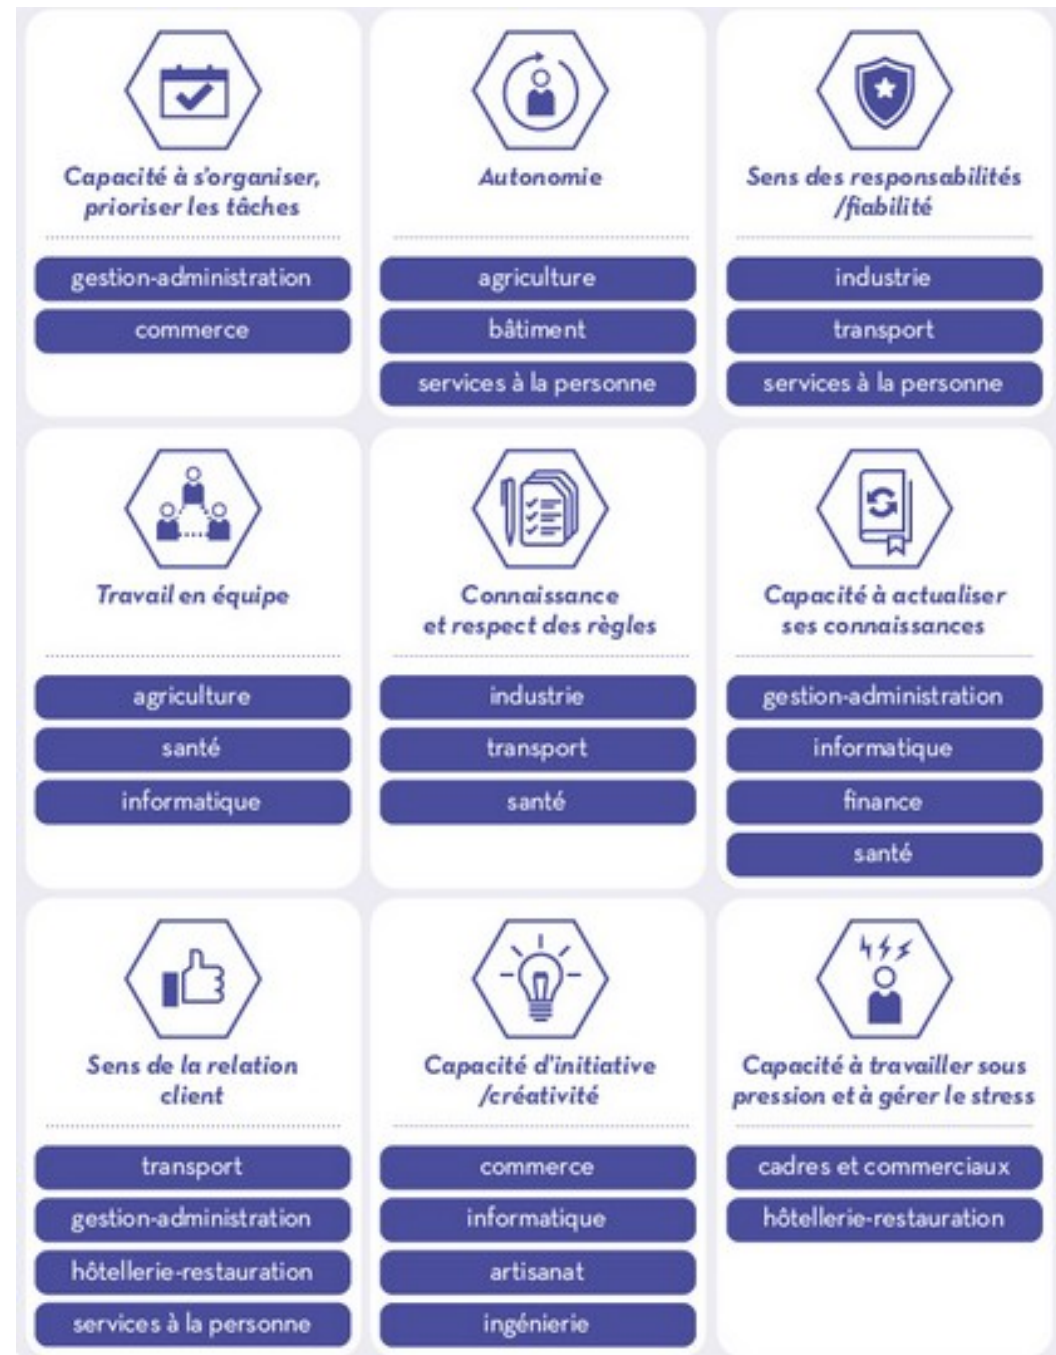 Capacité à s'organiser,
prioriser les tâches
gestion-administration
commerce
Autonomie
agriculture
bâtiment
services à la personne
Sens des responsabilités
/fiabilité
industrie
transport
services à la personne
Travail en équipe
agriculture
santé
informatique
Connaissance
et respect des règles
industrie
transport
santé
Capacité à actualiser
ses connaissances
gestion-administration
informatique
finance
santé
Sens de la relation
client
transport
gestion-administration
hôtellerie-restauration
services à la personne
Capacité d'initiative
/créativité
commerce
informatique
artisanat
ingénierie
Capacité à travailler sous
pression et à gérer le stress
cadres et commerciaux
hôtellerie-restauration